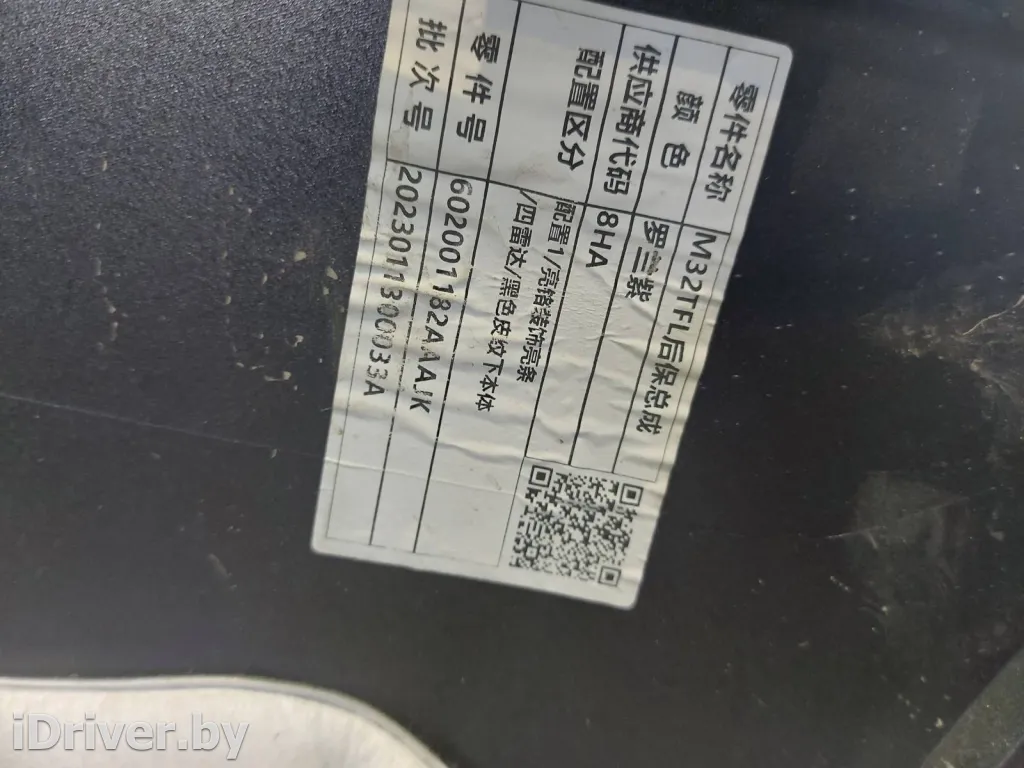 零件名称 M32TFL后保总成
颜色 罗兰紫
供应商代码 8HA
配置区分 配置1/亮铬装饰亮条
/四雷达/黑色皮纹下本体
零件号 602001182AAAJK
批次号 2023011300033A
iDriver.by